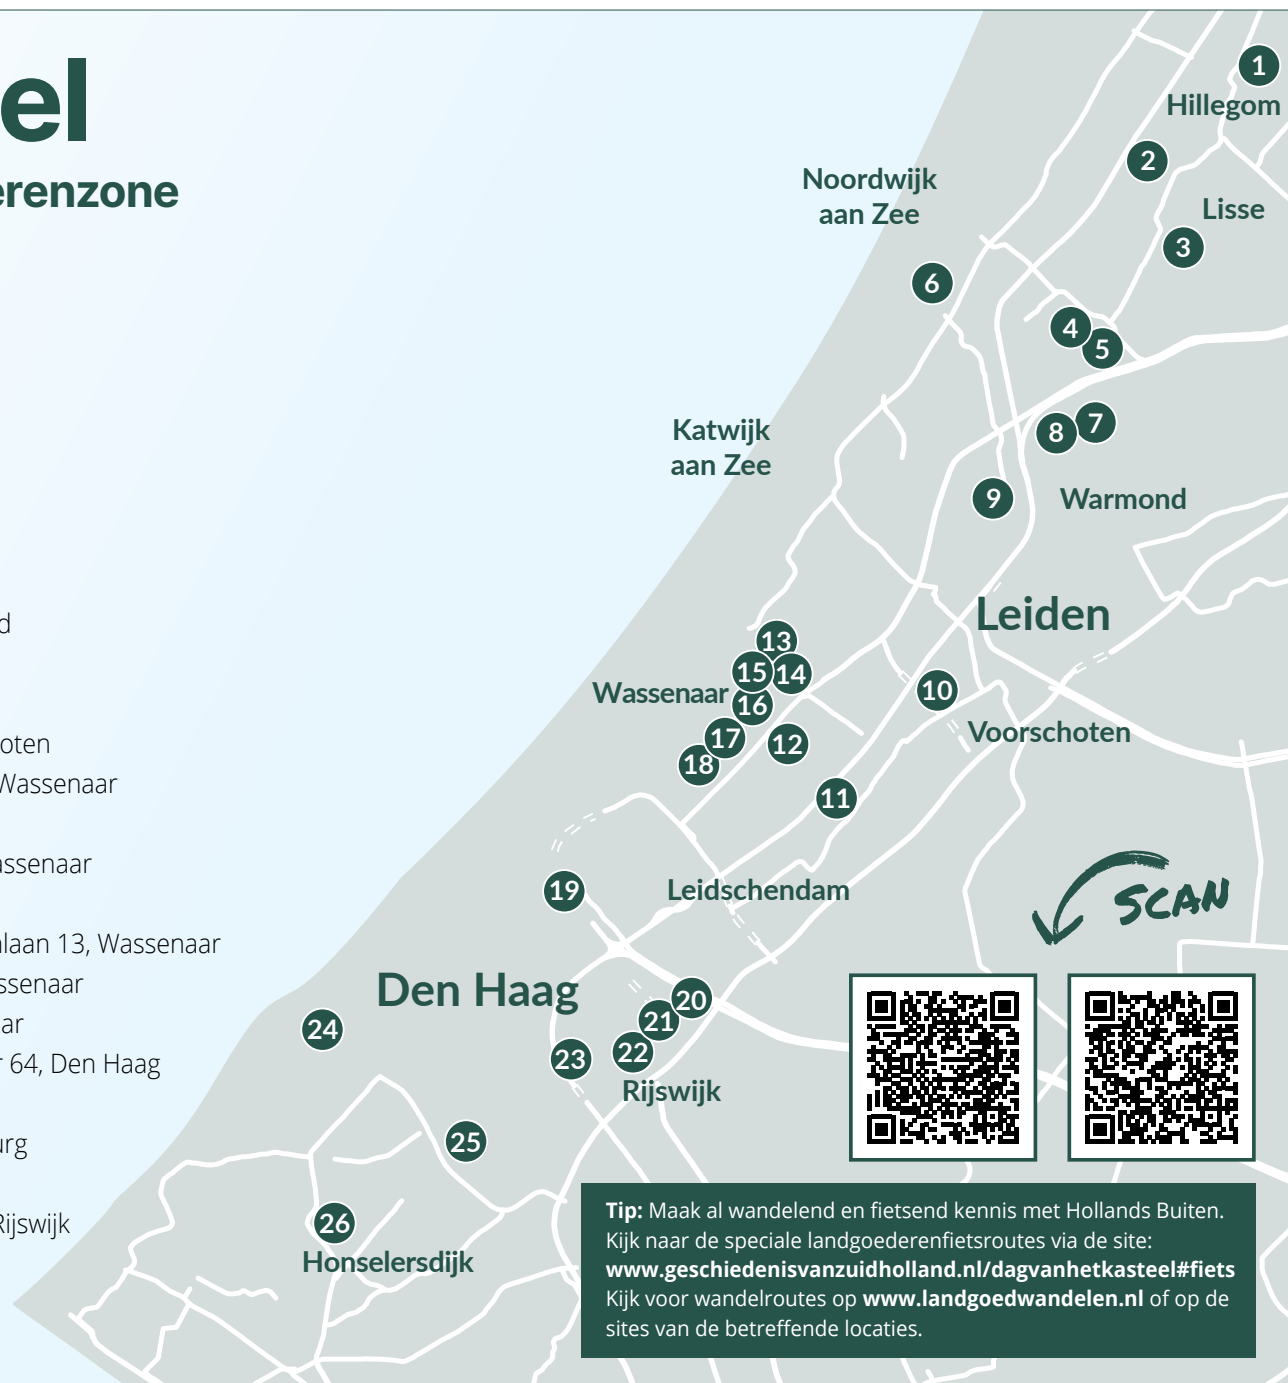 el
erenzone
d
oten
Wassenaar
assenaar
laan 13, Wassenaar
ssenaar
ar
64, Den Haag
urg
Rijswijk
1
Hillegom
2
Noordwijk
aan Zee
Lisse
3
6
4
5
Katwijk
aan Zee
7
8
9
Warmond
Leiden
13
15
14
Wassenaar
16
10
17
12
Voorschoten
18
11
19
Leidschendam
SCAN
Den Haag
20
21
24
22
23
Rijswijk
25
26
Honselersdijk
Tip: Maak al wandelend en fietsend kennis met Hollands Buiten.
Kijk naar de speciale landgoederenfietsroutes via de site:
www.geschiedenisvanzuidholland.nl/dagvanhetkasteel#fiets
Kijk voor wandelroutes op www.landgoedwandelen.nl of op de
sites van de betreffende locaties.